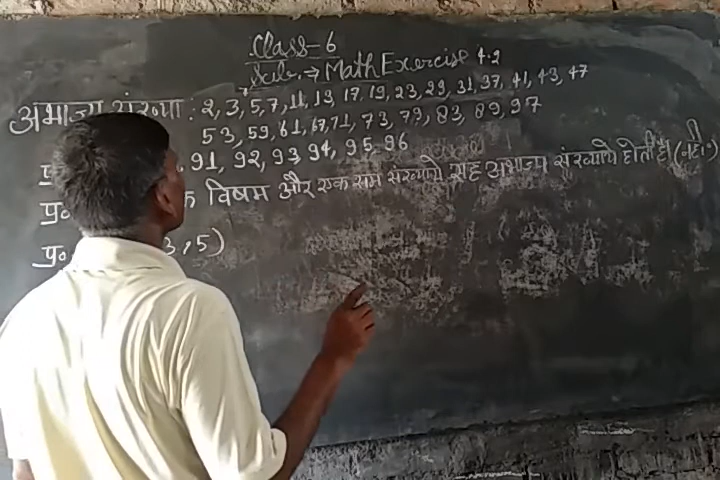 Class-6
Sub. → Math Exercise 4.2
अभाज्य संख्या : 2, 3, 5, 7, 11, 13, 17, 19, 23, 29, 31, 37, 41, 43, 47
53, 59, 61, 67, 71, 73, 79, 83, 89, 97
प्र॰ 91, 92, 93, 94, 95, 96
प्र॰ क विषम और एक सम संख्याये सह अभाज्य संख्याये होती है। (नही॰)
प्र॰ 3, 5)